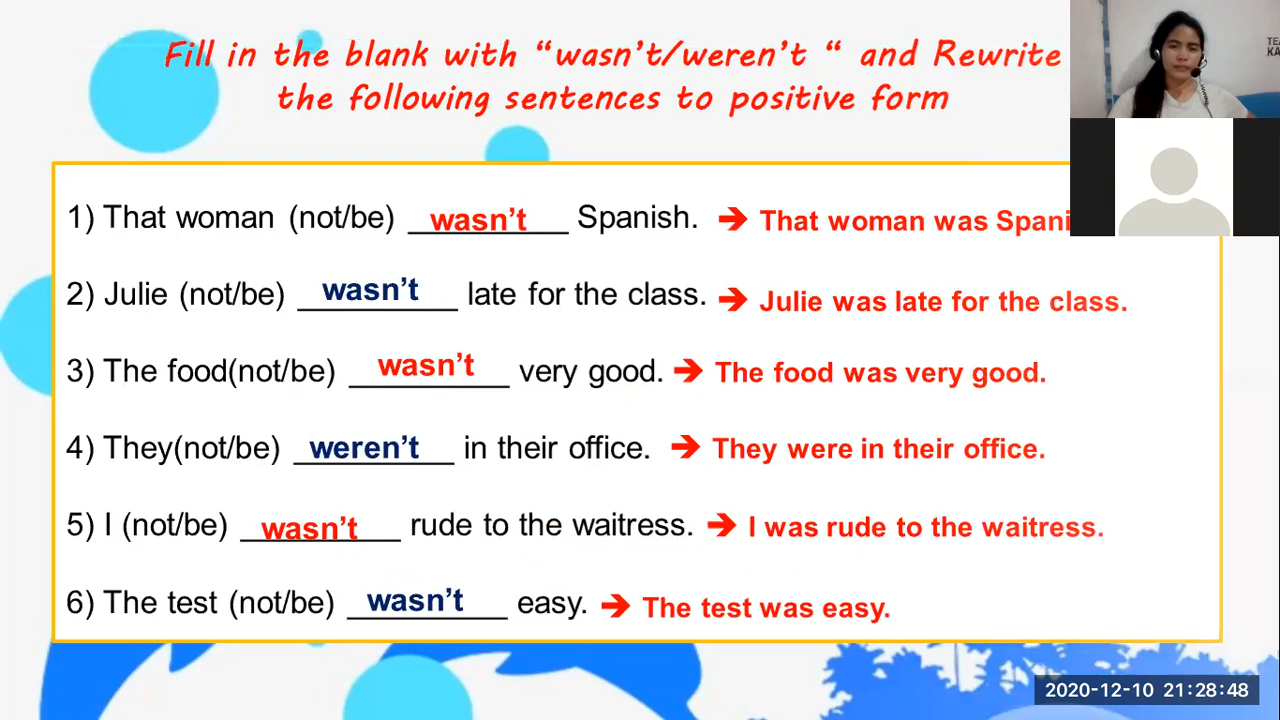 Fill in the blank with “wasn’t/weren’t “ and Rewrite
the following sentences to positive form
1) That woman (not/be) wasn’t Spanish. ➔ That woman was
2) Julie (not/be) wasn’t late for the class. ➔ Julie was late for the class.
3) The food(not/be) wasn’t very good. ➔ The food was very good.
4) They(not/be) weren’t in their office. ➔ They were in their office.
5) I (not/be) wasn’t rude to the waitress. ➔ I was rude to the waitress.
6) The test (not/be) wasn’t easy. ➔ The test was easy.
2020-12-10 21:28:48